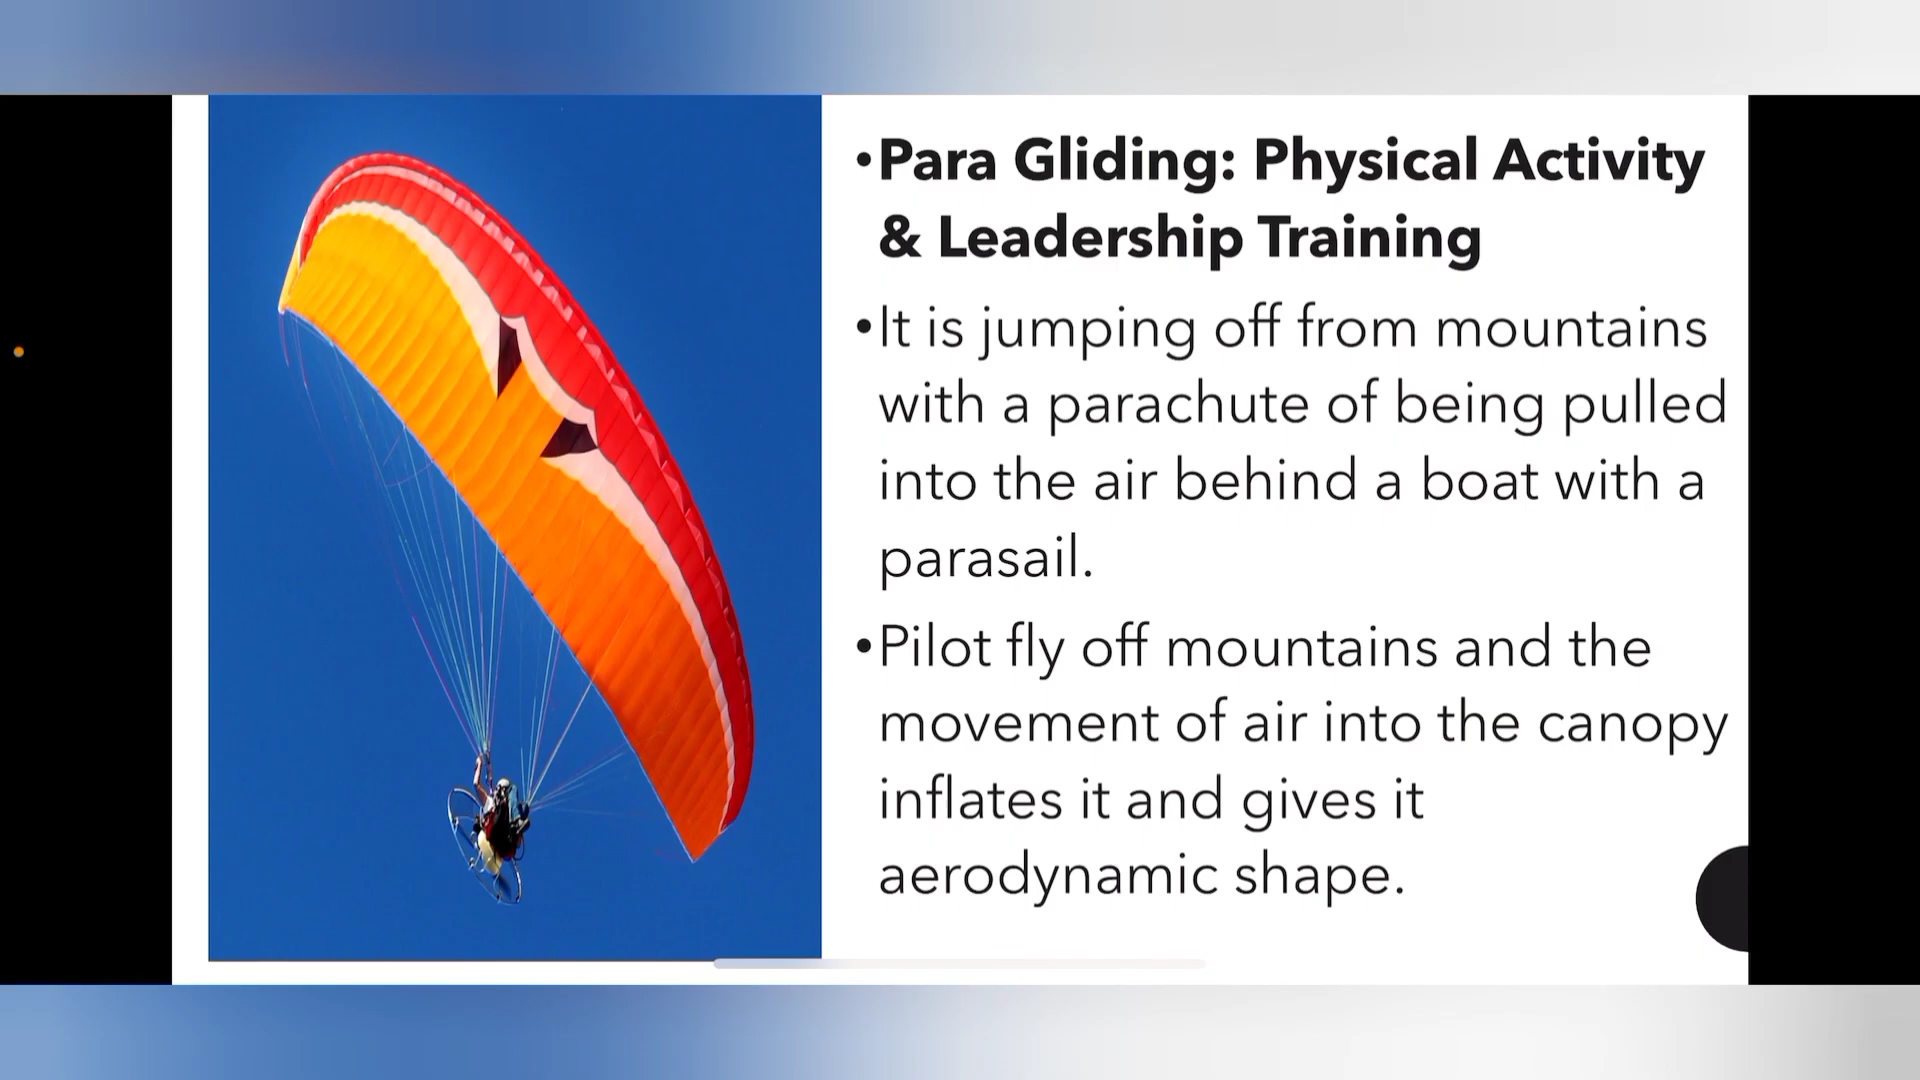 •Para Gliding: Physical Activity
& Leadership Training
•It is jumping off from mountains
with a parachute of being pulled
into the air behind a boat with a
parasail.
•Pilot fly off mountains and the
movement of air into the canopy
inflates it and gives it
aerodynamic shape.